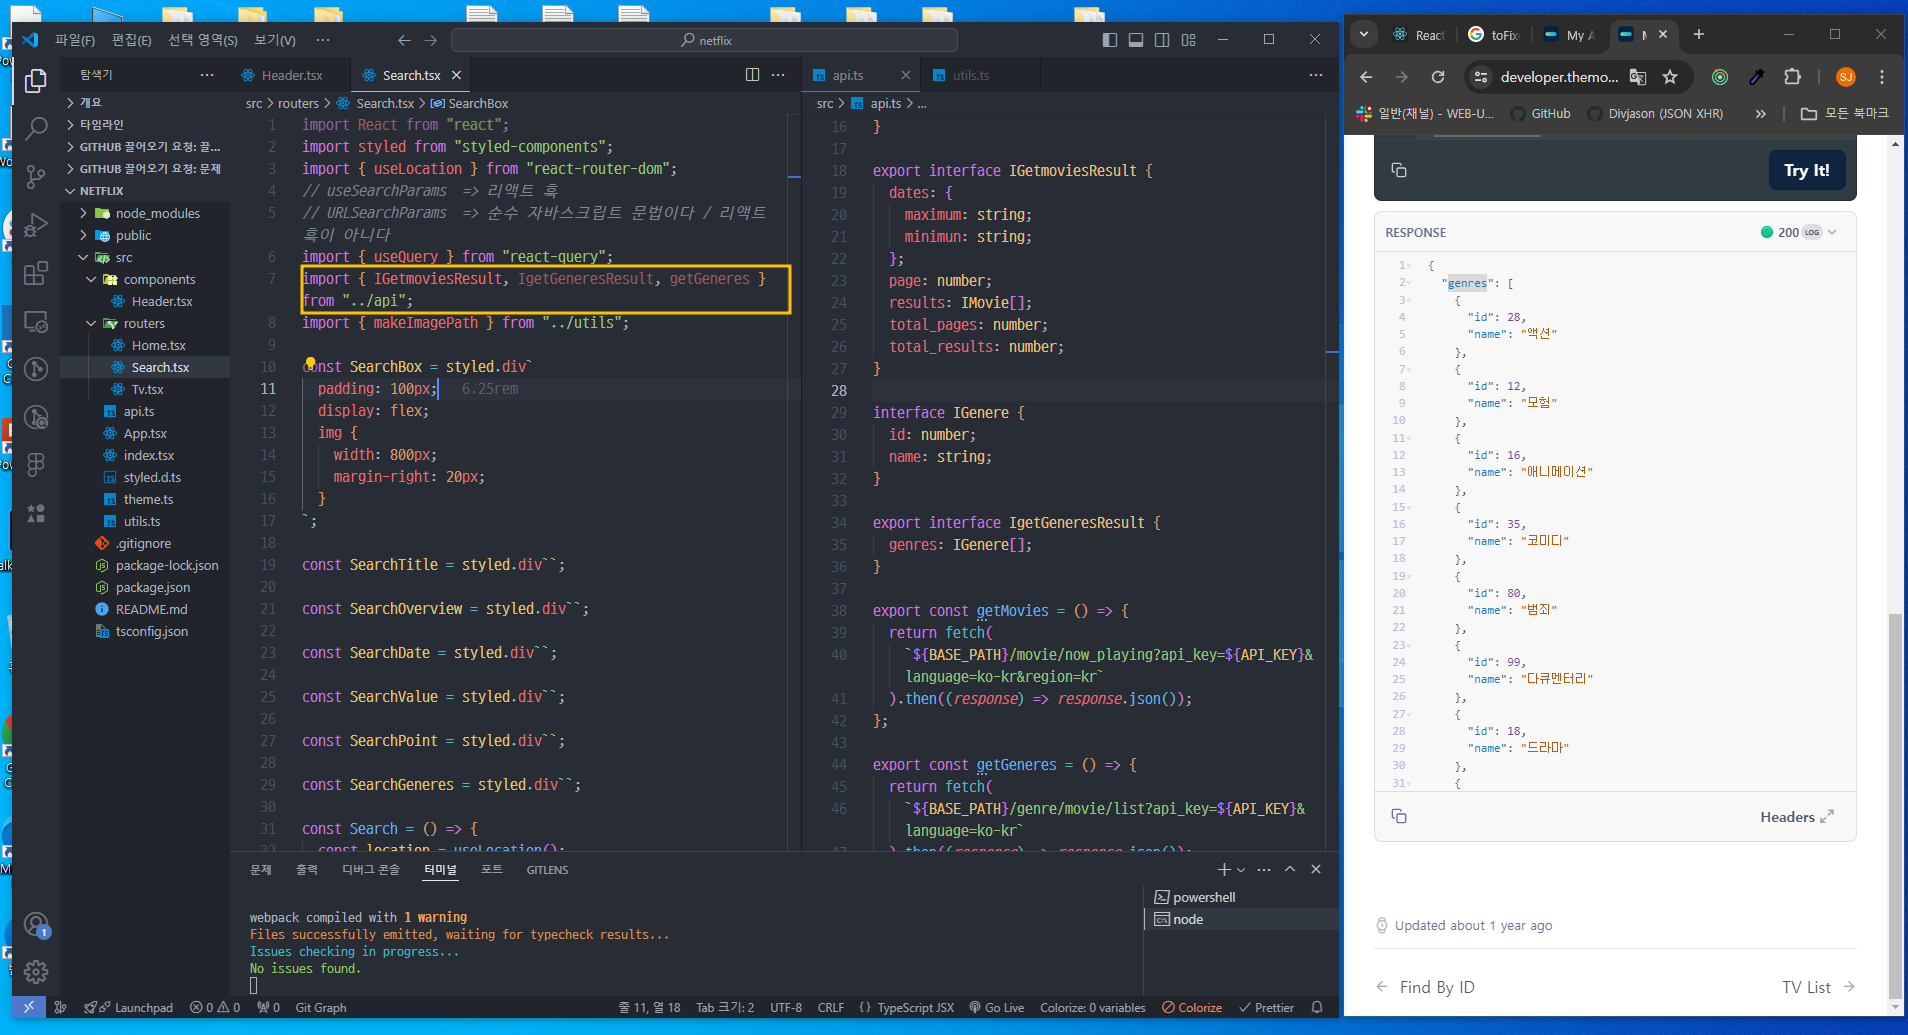 파일(F) 편집(E) 선택 영역(S) 보기(V) ··· netflix
탐색기 ···
개요
타임라인
GITHUB 끌어오기 요청: 끌...
GITHUB 끌어오기 요청: 문제
NETFLIX
node_modules
public
src
components
Header.tsx
routers
Home.tsx
Search.tsx
Tv.tsx
api.ts
App.tsx
index.tsx
styled.d.ts
theme.ts
utils.ts
.gitignore
package-lock.json
package.json
README.md
tsconfig.json
Header.tsx Search.tsx
src > routers > Search.tsx > SearchBox
1 import React from "react";
2 import styled from "styled-components";
3 import { useLocation } from "react-router-dom";
4 // useSearchParams => 리액트 훅
5 // URLSearchParams => 순수 자바스크립트 문법이다 / 리액트
훅이 아니다
6 import { useQuery } from "react-query";
7 import { IGetmoviesResult, IgetGeneresResult, getGeneres }
from "../api";
8 import { makeImagePath } from "../utils";
9
10 const SearchBox = styled.div`
11 padding: 100px; 6.25rem
12 display: flex;
13 img {
14 width: 800px;
15 margin-right: 20px;
16 }
17 `;
18
19 const SearchTitle = styled.div``;
20
21 const SearchOverview = styled.div``;
22
23 const SearchDate = styled.div``;
24
25 const SearchValue = styled.div``;
26
27 const SearchPoint = styled.div``;
28
29 const SearchGeneres = styled.div``;
30
31 const Search = () => {
32 const location = useLocation();
api.ts utils.ts
src > api.ts > ...
16 }
17
18 export interface IGetmoviesResult {
19 dates: {
20 maximum: string;
21 minimun: string;
22 };
23 page: number;
24 results: IMovie[];
25 total_pages: number;
26 total_results: number;
27 }
28
29 interface IGenere {
30 id: number;
31 name: string;
32 }
33
34 export interface IgetGeneresResult {
35 genres: IGenere[];
36 }
37
38 export const getMovies = () => {
39 return fetch(
40 `${BASE_PATH}/movie/now_playing?api_key=${API_KEY}&
language=ko-kr&region=kr`
41 ).then((response) => response.json());
42 };
43
44 export const getGeneres = () => {
45 return fetch(
46 `${BASE_PATH}/genre/movie/list?api_key=${API_KEY}&
language=ko-kr`
47 ).then((response) => response.json());
문제 출력 디버그 콘솔 터미널 포트 GITLENS
webpack compiled with 1 warning
Files successfully emitted, waiting for typecheck results...
Issues checking in progress...
No issues found.
powershell
node
1
Launchpad 0 0 0 Git Graph 줄 11, 열 18 Tab 크기: 2 UTF-8 CRLF {} TypeScript JSX Go Live Colorize: 0 variables Colorize Prettier
React toFix My A
developer.themo... SJ
일반(채널) - WEB-U... GitHub Divjason (JSON XHR) » 모든 북마크
Try It!
RESPONSE 200 LOG
1 {
2 "genres": [
3 {
4 "id": 28,
5 "name": "액션"
6 },
7 {
8 "id": 12,
9 "name": "모험"
10 },
11 {
12 "id": 16,
13 "name": "애니메이션"
14 },
15 {
16 "id": 35,
17 "name": "코미디"
18 },
19 {
20 "id": 80,
21 "name": "범죄"
22 },
23 {
24 "id": 99,
25 "name": "다큐멘터리"
26 },
27 {
28 "id": 18,
29 "name": "드라마"
30 },
31 {
Headers
Updated about 1 year ago
Find By ID TV List